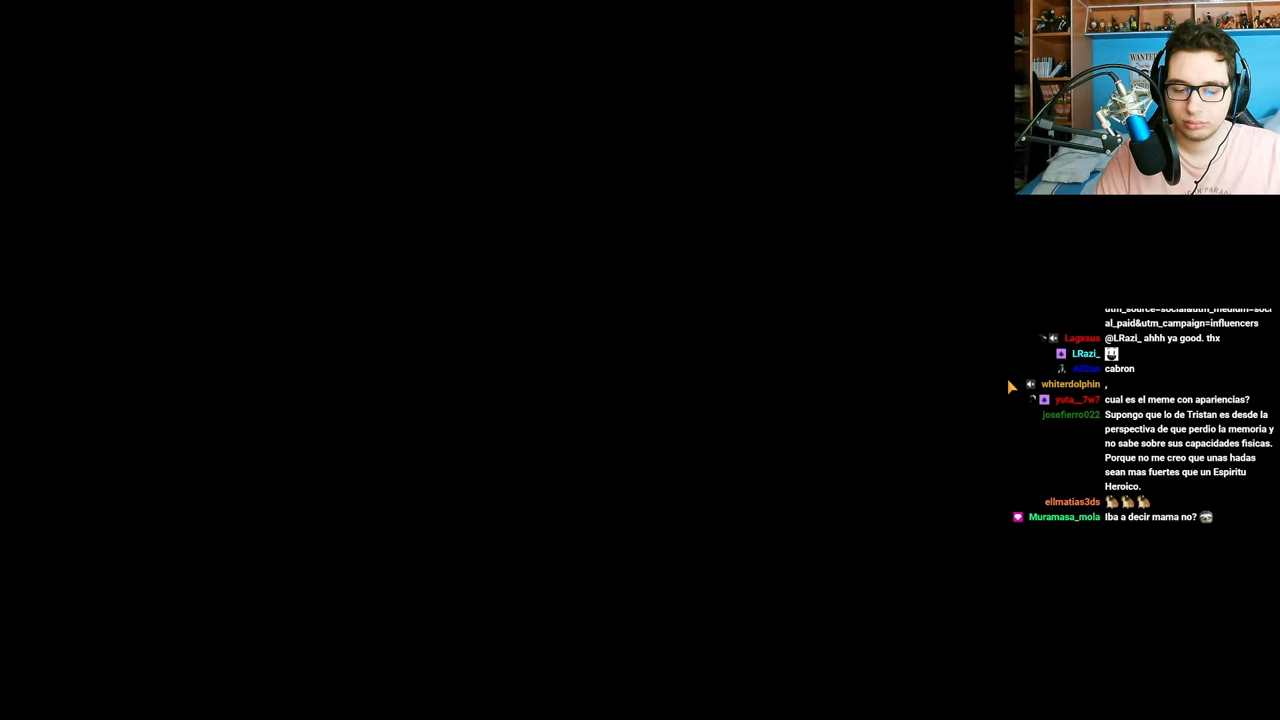 WANTED
utm_source=social&utm_medium=soci
al_paid&utm_campaign=influencers
Lagxsus @LRazi_ ahhh ya good. thx
LRazi_
cabron
whiterdolphin ,
yuta__7w7 cual es el meme con apariencias?
josefierro022 Supongo que lo de Tristan es desde la
perspectiva de que perdio la memoria y
no sabe sobre sus capacidades fisicas.
Porque no me creo que unas hadas
sean mas fuertes que un Espiritu
Heroico.
ellmatias3ds
Muramasa_mola Iba a decir mama no?